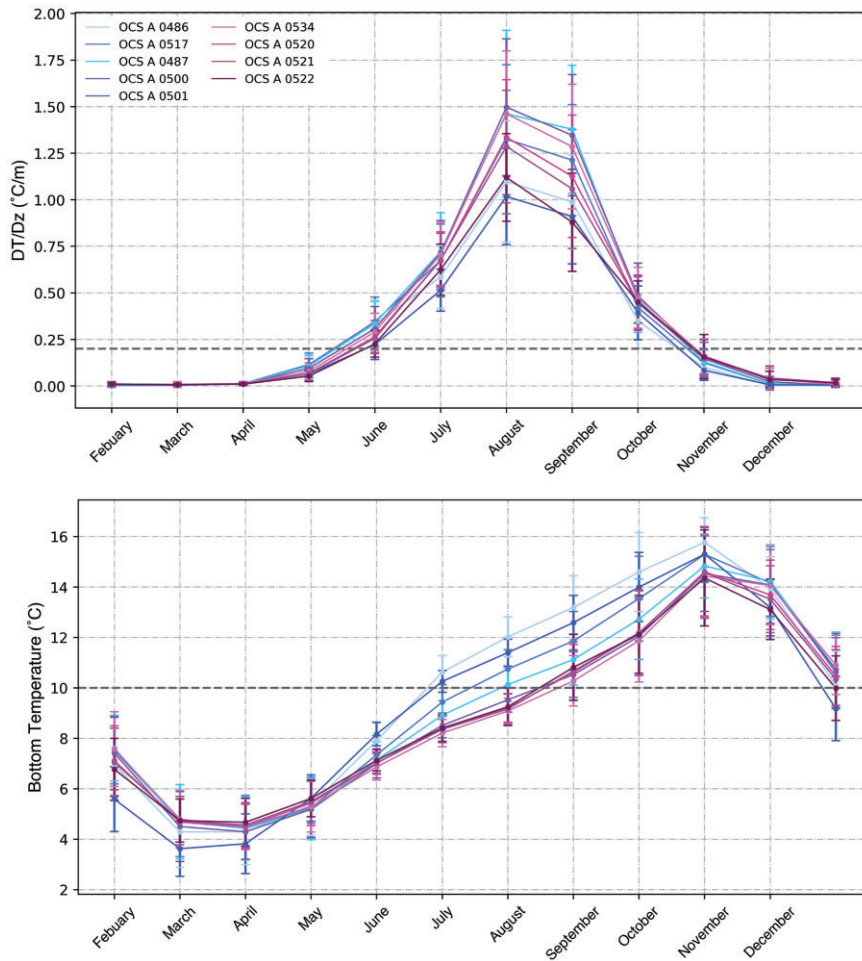 2.00
1.75
1.50
1.25
1.00
0.75
0.50
0.25
0.00
DT/Dz (˚C/m)
OCS A 0486
OCS A 0517
OCS A 0487
OCS A 0500
OCS A 0501
OCS A 0534
OCS A 0520
OCS A 0521
OCS A 0522
Febuary
March
April
May
June
July
August
September
October
November
December
16
14
12
10
8
6
4
2
Bottom Temperature (˚C)
Febuary
March
April
May
June
July
August
September
October
November
December